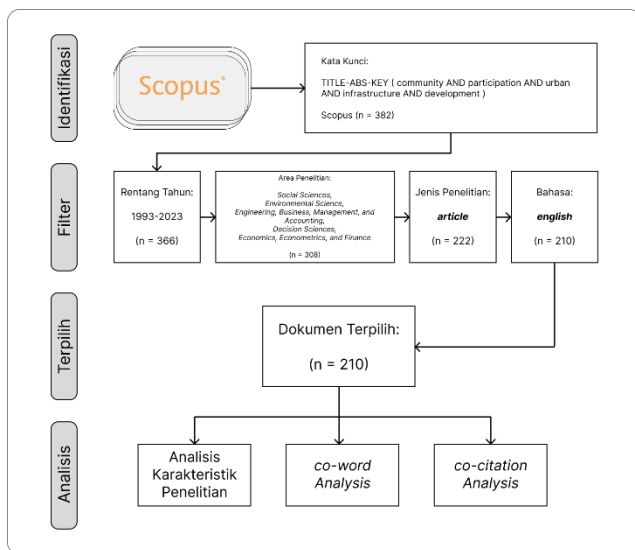 Identifikasi
Scopus®
Kata Kunci:
TITLE-ABS-KEY ( community AND participation AND urban
AND infrastructure AND development )
Scopus (n = 382)
Filter
Rentang Tahun:
1993-2023
(n = 366)
Area Penelitian:
Social Sciences,
Environmental Science,
Engineering, Business, Management, and
Accounting,
Decision Sciences,
Economics, Econometrics, and Finance
(n = 308)
Jenis Penelitian:
article
(n = 222)
Bahasa:
english
(n = 210)
Terpilih
Dokumen Terpilih:
(n = 210)
Analisis
Analisis
Karakteristik
Penelitian
co-word
Analysis
co-citation
Analysis